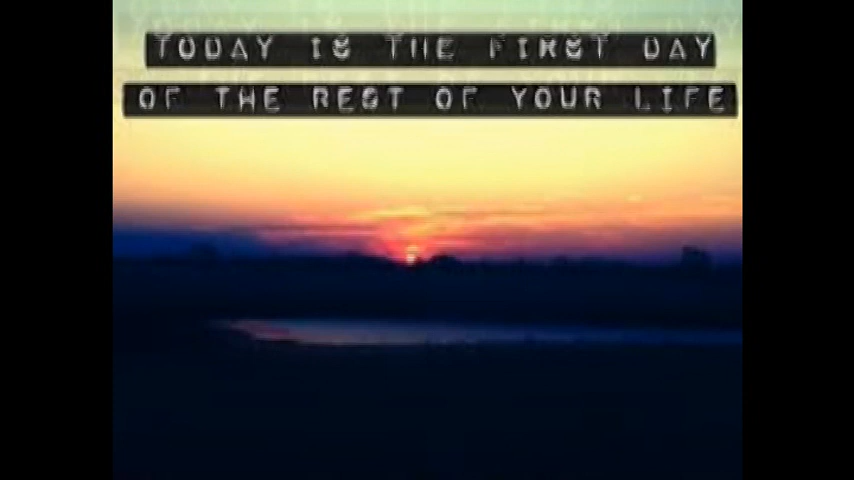 TODAY IS THE FIRST DAY
OF THE REST OF YOUR LIFE